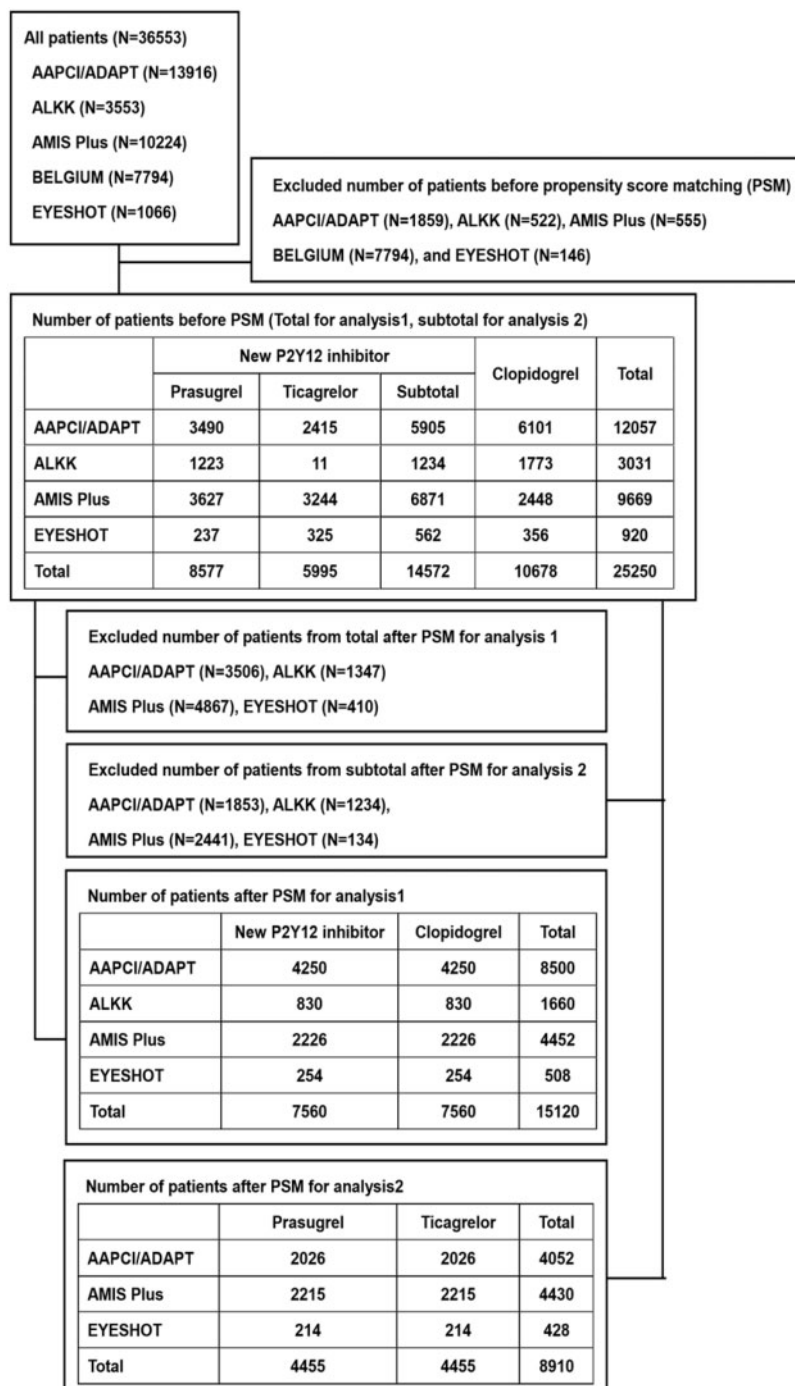 All patients (N=36553)
AAPCI/ADAPT (N=13916)
ALKK (N=3553)
AMIS Plus (N=10224)
BELGIUM (N=7794)
EYESHOT (N=1066)
Excluded number of patients before propensity score matching (PSM)
AAPCI/ADAPT (N=1859), ALKK (N=522), AMIS Plus (N=555)
BELGIUM (N=7794), and EYESHOT (N=146)
Number of patients before PSM (Total for analysis1, subtotal for analysis 2)
New P2Y12 inhibitor Clopidogrel Total
Prasugrel Ticagrelor Subtotal
AAPCI/ADAPT 3490 2415 5905 6101 12057
ALKK 1223 11 1234 1773 3031
AMIS Plus 3627 3244 6871 2448 9669
EYESHOT 237 325 562 356 920
Total 8577 5995 14572 10678 25250
Excluded number of patients from total after PSM for analysis 1
AAPCI/ADAPT (N=3506), ALKK (N=1347)
AMIS Plus (N=4867), EYESHOT (N=410)
Excluded number of patients from subtotal after PSM for analysis 2
AAPCI/ADAPT (N=1853), ALKK (N=1234),
AMIS Plus (N=2441), EYESHOT (N=134)
Number of patients after PSM for analysis1
New P2Y12 inhibitor Clopidogrel Total
AAPCI/ADAPT 4250 4250 8500
ALKK 830 830 1660
AMIS Plus 2226 2226 4452
EYESHOT 254 254 508
Total 7560 7560 15120
Number of patients after PSM for analysis2
Prasugrel Ticagrelor Total
AAPCI/ADAPT 2026 2026 4052
AMIS Plus 2215 2215 4430
EYESHOT 214 214 428
Total 4455 4455 8910